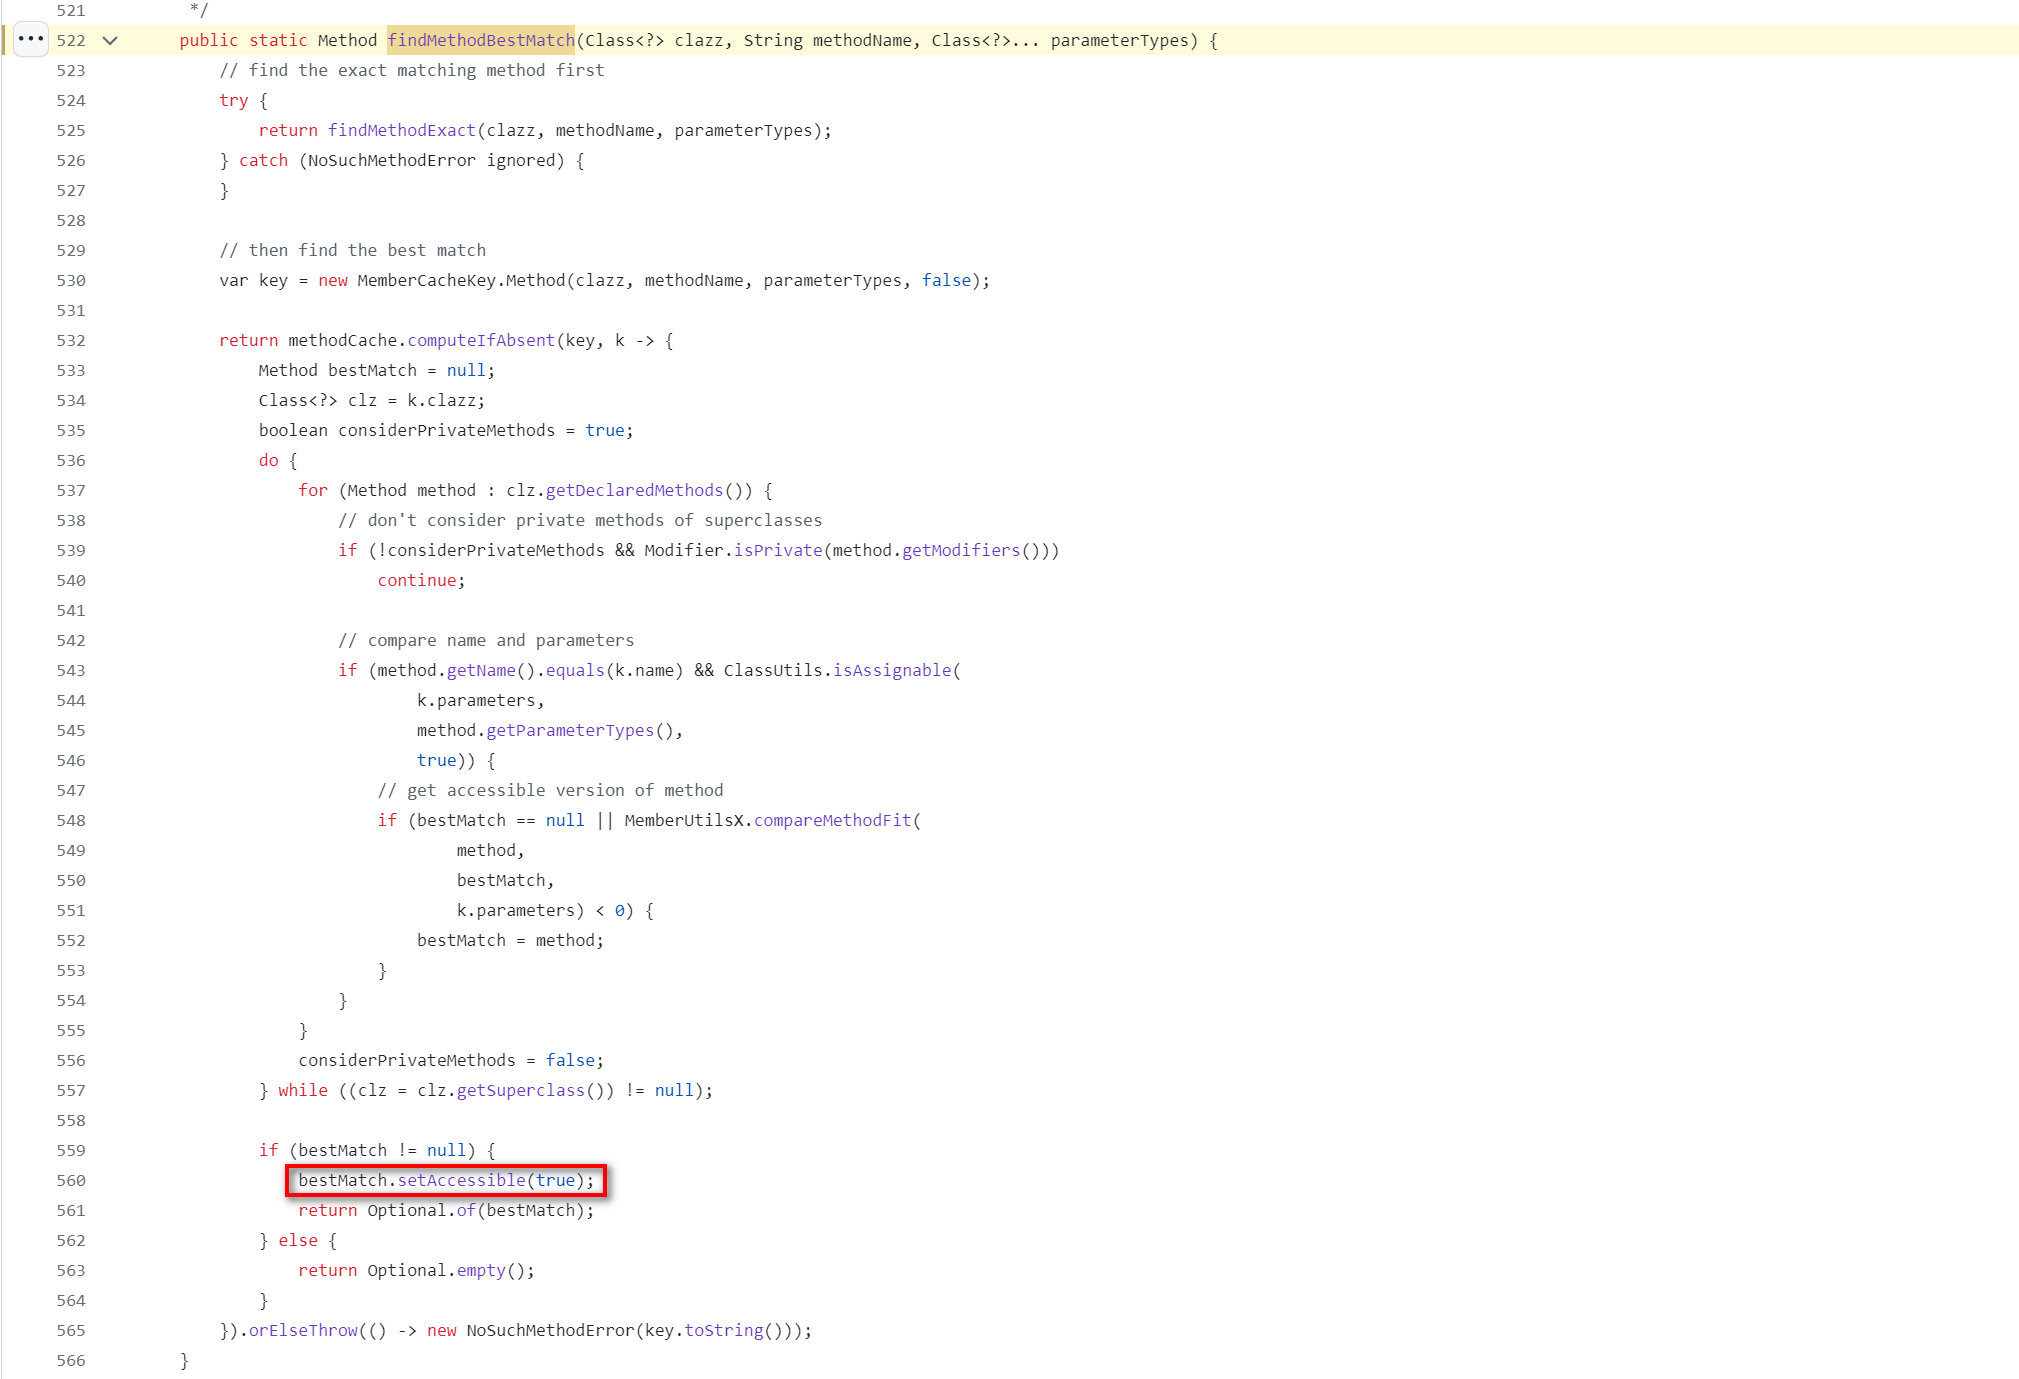 521 */
522 public static Method findMethodBestMatch(Class<?> clazz, String methodName, Class<?>... parameterTypes) {
523 // find the exact matching method first
524 try {
525 return findMethodExact(clazz, methodName, parameterTypes);
526 } catch (NoSuchMethodError ignored) {
527 }
528
529 // then find the best match
530 var key = new MemberCacheKey.Method(clazz, methodName, parameterTypes, false);
531
532 return methodCache.computeIfAbsent(key, k -> {
533 Method bestMatch = null;
534 Class<?> clz = k.clazz;
535 boolean considerPrivateMethods = true;
536 do {
537 for (Method method : clz.getDeclaredMethods()) {
538 // don't consider private methods of superclasses
539 if (!considerPrivateMethods && Modifier.isPrivate(method.getModifiers()))
540 continue;
541
542 // compare name and parameters
543 if (method.getName().equals(k.name) && ClassUtils.isAssignable(
544 k.parameters,
545 method.getParameterTypes(),
546 true)) {
547 // get accessible version of method
548 if (bestMatch == null || MemberUtilsX.compareMethodFit(
549 method,
550 bestMatch,
551 k.parameters) < 0) {
552 bestMatch = method;
553 }
554 }
555 }
556 considerPrivateMethods = false;
557 } while ((clz = clz.getSuperclass()) != null);
558
559 if (bestMatch != null) {
560 bestMatch.setAccessible(true);
561 return Optional.of(bestMatch);
562 } else {
563 return Optional.empty();
564 }
565 }).orElseThrow(() -> new NoSuchMethodError(key.toString()));
566 }